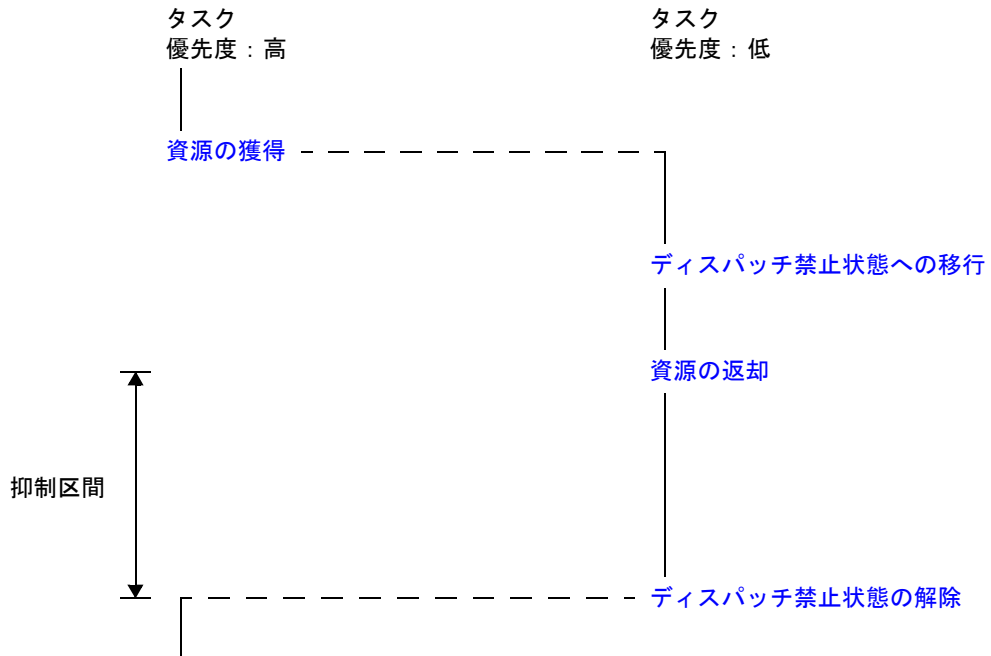 タスク
優先度：高
タスク
優先度：低
資源の獲得
ディスパッチ禁止状態への移行
資源の返却
抑制区間
ディスパッチ禁止状態の解除